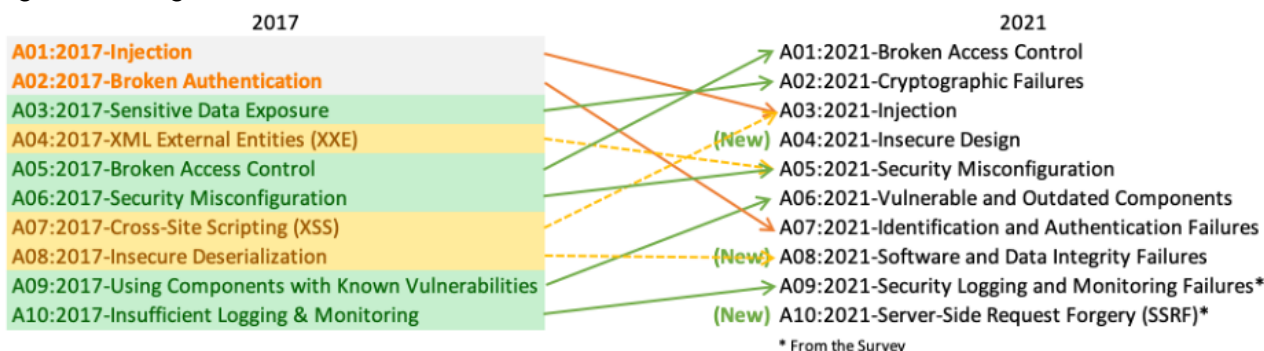 2017
2021
A01:2017-Injection
A02:2017-Broken Authentication
A03:2017-Sensitive Data Exposure
A04:2017-XML External Entities (XXE)
A05:2017-Broken Access Control
A06:2017-Security Misconfiguration
A07:2017-Cross-Site Scripting (XSS)
A08:2017-Insecure Deserialization
A09:2017-Using Components with Known Vulnerabilities
A10:2017-Insufficient Logging & Monitoring
A01:2021-Broken Access Control
A02:2021-Cryptographic Failures
A03:2021-Injection
(New) A04:2021-Insecure Design
A05:2021-Security Misconfiguration
A06:2021-Vulnerable and Outdated Components
A07:2021-Identification and Authentication Failures
(New) A08:2021-Software and Data Integrity Failures
A09:2021-Security Logging and Monitoring Failures*
(New) A10:2021-Server-Side Request Forgery (SSRF)*
* From the Survey